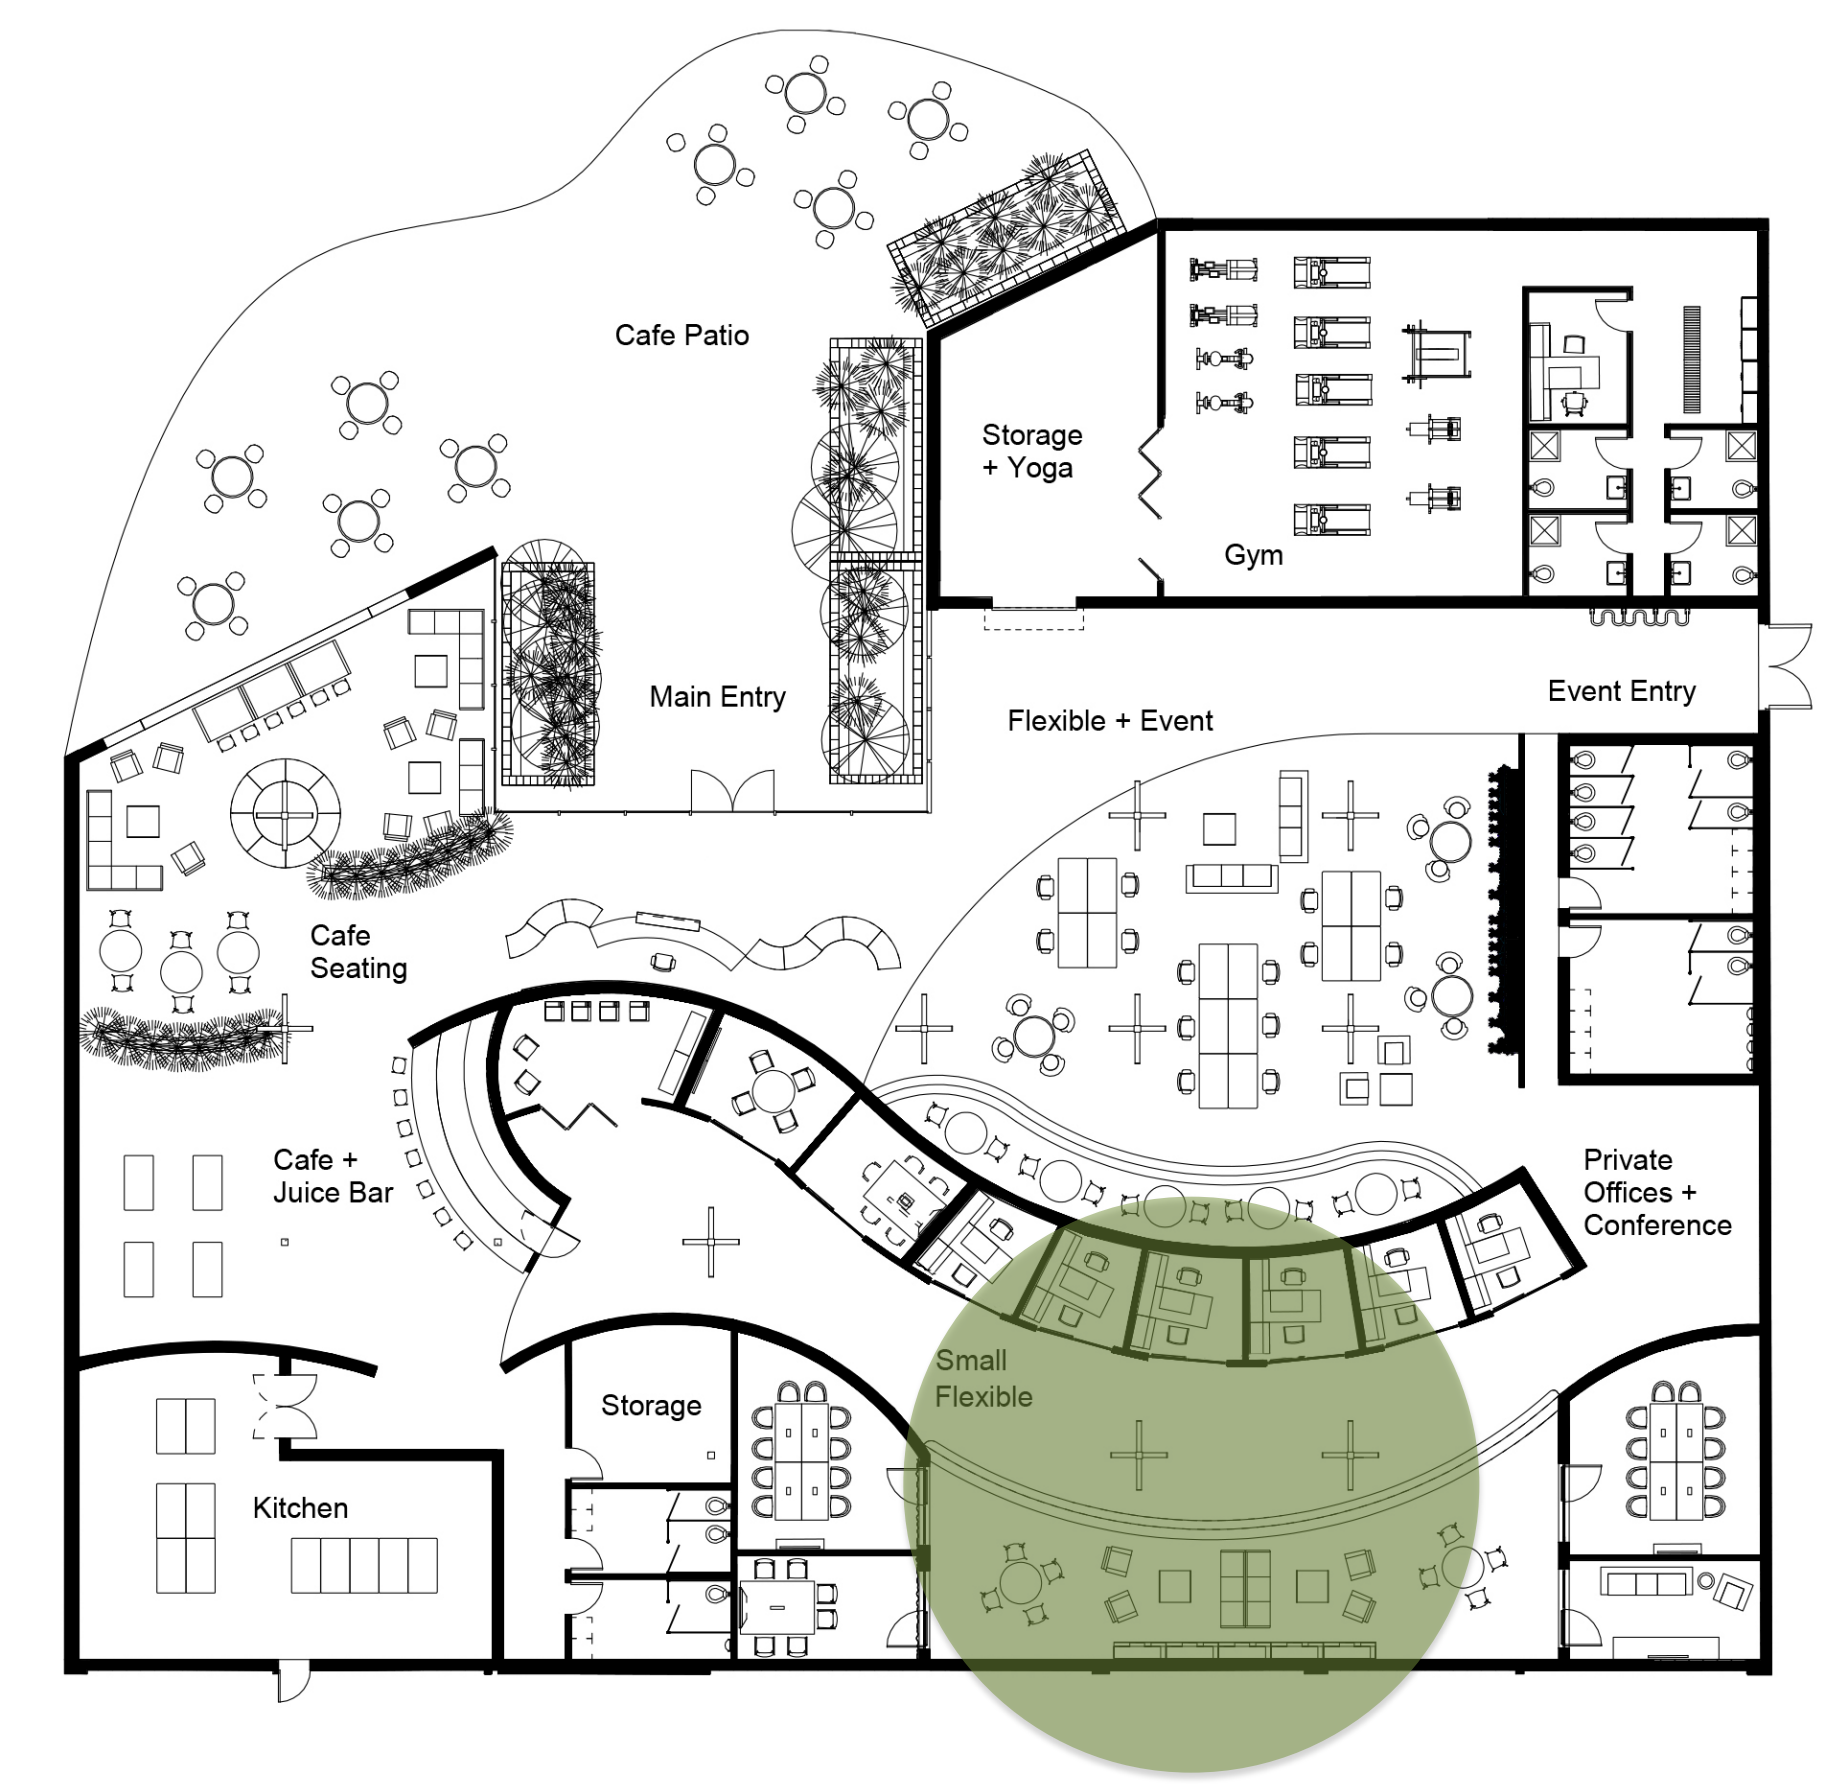 Cafe Patio
Storage
+ Yoga
Gym
Main Entry
Flexible + Event
Event Entry
Cafe
Seating
Cafe +
Juice Bar
Private
Offices +
Conference
Small
Flexible
Storage
Kitchen